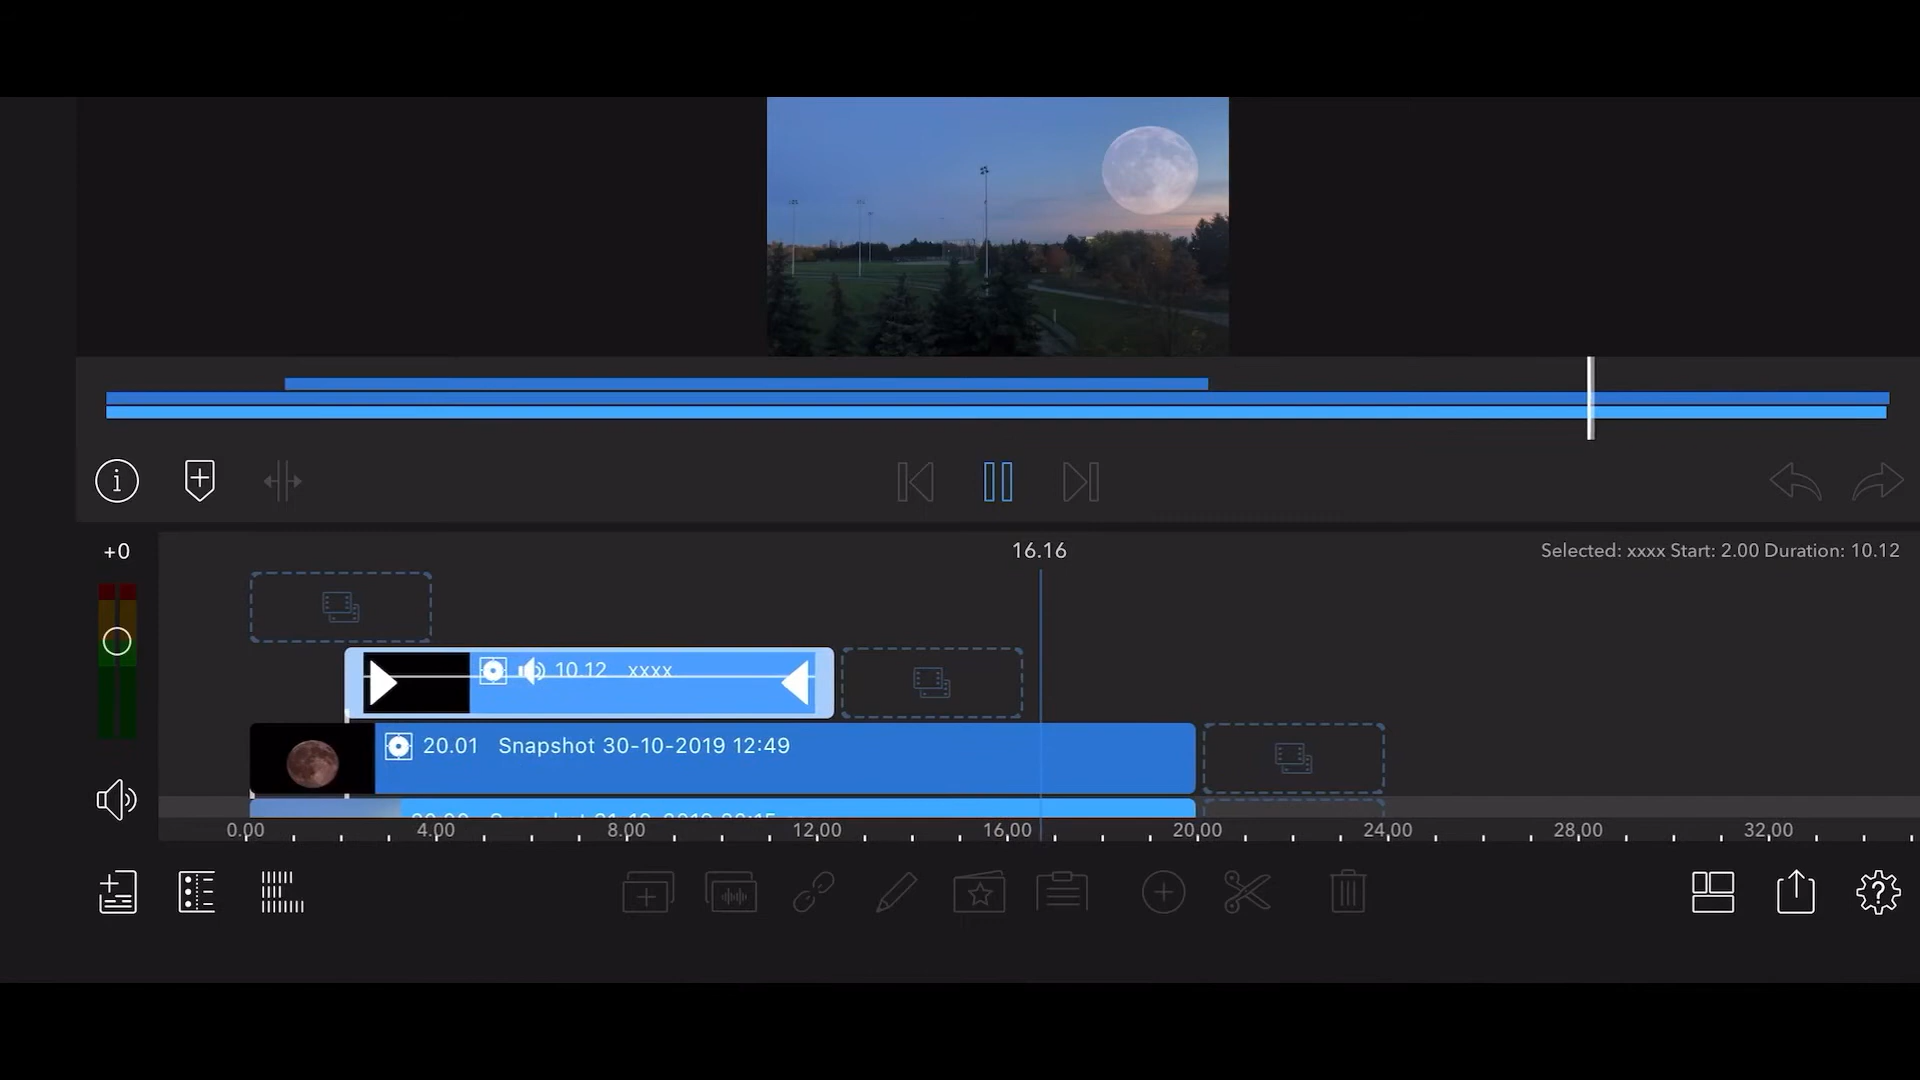 +0
16.16
Selected: xxxx Start: 2.00 Duration: 10.12
10.12 xxxx
20.01 Snapshot 30-10-2019 12:49
0.00 4.00 8.00 12,00 16,00 20,00 24,00 28,00 32,00